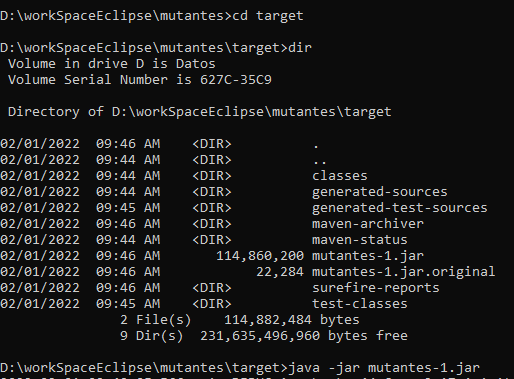 D:\workSpaceEclipse\mutantes>cd target
D:\workSpaceEclipse\mutantes\target>dir
Volume in drive D is Datos
Volume Serial Number is 627C-35C9
Directory of D:\workSpaceEclipse\mutantes\target
02/01/2022 09:46 AM <DIR> .
02/01/2022 09:44 AM <DIR> ..
02/01/2022 09:44 AM <DIR> classes
02/01/2022 09:44 AM <DIR> generated-sources
02/01/2022 09:45 AM <DIR> generated-test-sources
02/01/2022 09:46 AM <DIR> maven-archiver
02/01/2022 09:44 AM <DIR> maven-status
02/01/2022 09:46 AM 114,860,200 mutantes-1.jar
02/01/2022 09:46 AM 22,284 mutantes-1.jar.original
02/01/2022 09:46 AM <DIR> surefire-reports
02/01/2022 09:45 AM <DIR> test-classes
2 File(s) 114,882,484 bytes
9 Dir(s) 231,635,496,960 bytes free
D:\workSpaceEclipse\mutantes\target>java -jar mutantes-1.jar